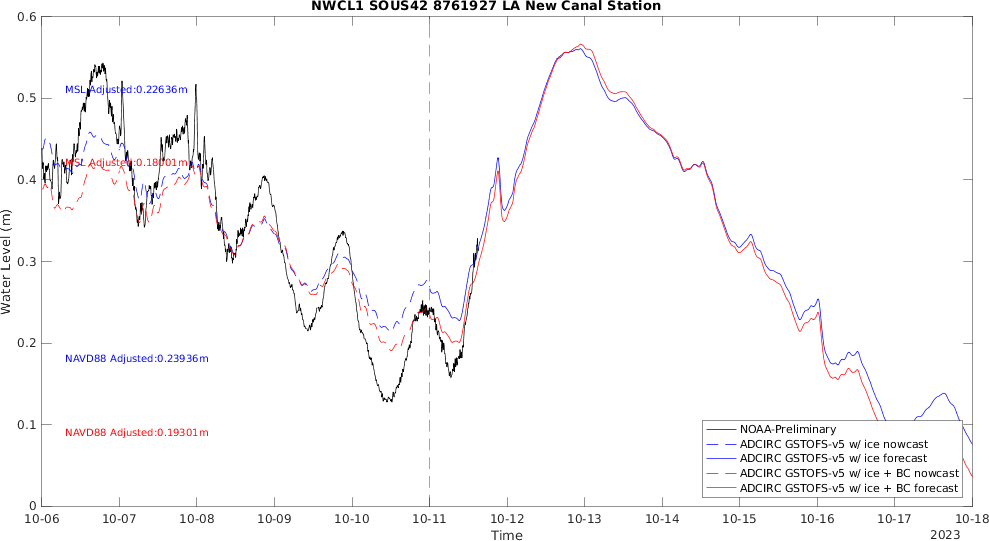 NWCL1 SOUS42 8761927 LA New Canal Station
Water Level (m)
0.6
0.5
0.4
0.3
0.2
0.1
0
MSL Adjusted:0.22636m
MSL Adjusted:0.18001m
NAVD88 Adjusted:0.23936m
NAVD88 Adjusted:0.19301m
NOAA-Preliminary
ADCIRC GSTOFS-v5 w/ ice nowcast
ADCIRC GSTOFS-v5 w/ ice forecast
ADCIRC GSTOFS-v5 w/ ice + BC nowcast
ADCIRC GSTOFS-v5 w/ ice + BC forecast
10-06 10-07 10-08 10-09 10-10 10-11 10-12 10-13 10-14 10-15 10-16 10-17 10-18
Time
2023